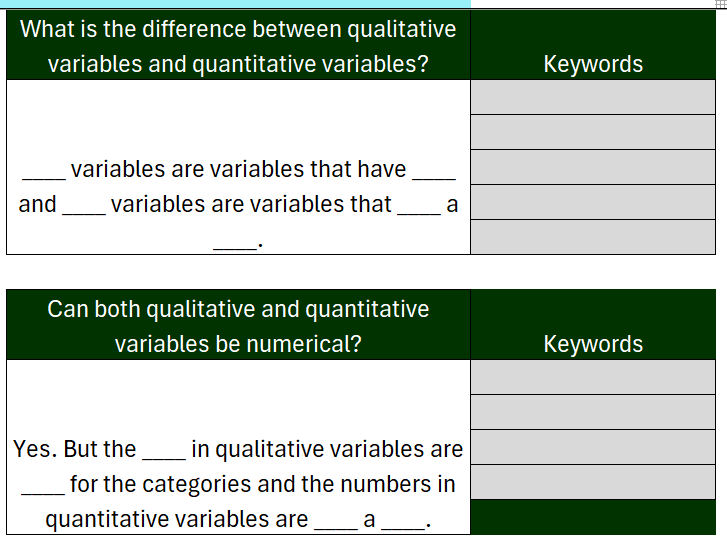 What is the difference between qualitative
variables and quantitative variables?
Keywords
____ variables are variables that have ____
and ____ variables are variables that ____ a
____.
Can both qualitative and quantitative
variables be numerical?
Keywords
Yes. But the ____ in qualitative variables are
____ for the categories and the numbers in
quantitative variables are ____ a ____.